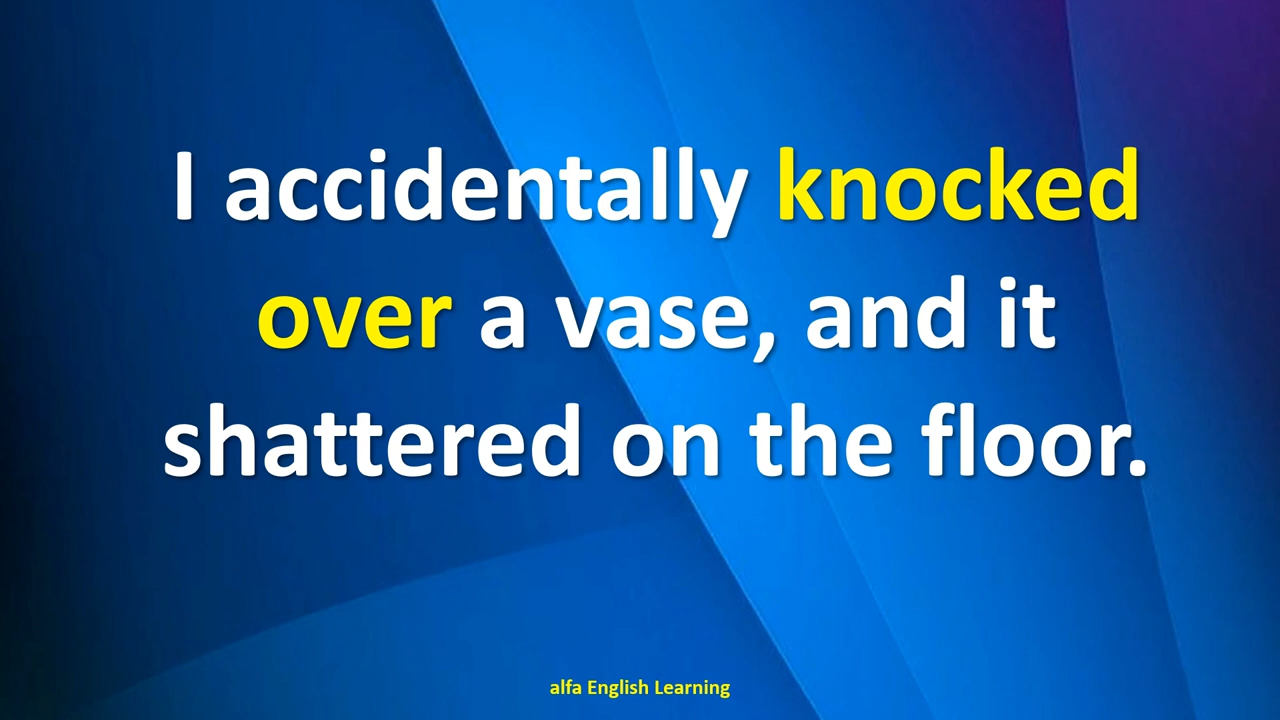 I accidentally knocked
over a vase, and it
shattered on the floor.
alfa English Learning